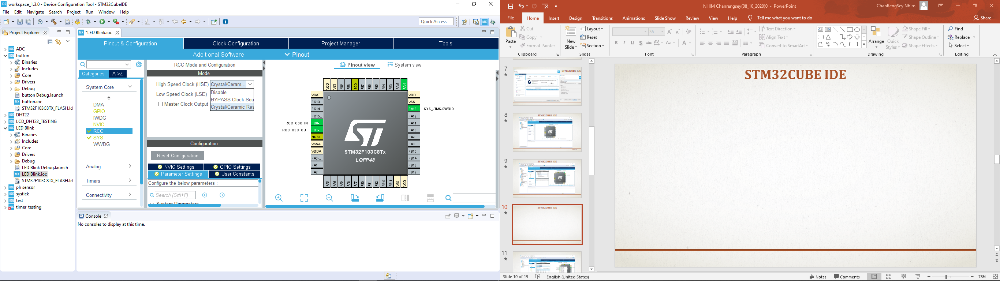 workspace_1.3.0 - Device Configuration Tool - STM32CubeIDE
File Edit Navigate Search Project Run Window Help
Quick Access
Project Explorer
ADC
button
Binaries
Includes
Core
Drivers
Debug
button Debug.launch
button.ioc
STM32F103C8TX_FLASH.ld
DHT22
LCD_DHT22_TESTING
LED Blink
Binaries
Includes
Core
Drivers
Debug
LED Blink Debug.launch
LED Blink.ioc
STM32F103C8TX_FLASH.ld
ph sensor
systick
test
timer_testing
*LED Blink.ioc
Pinout & Configuration
Clock Configuration
Project Manager
Tools
Additional Software
Pinout
Categories
A->Z
System Core
DMA
GPIO
IWDG
NVIC
RCC
SYS
WWDG
Analog
Timers
Connectivity
RCC Mode and Configuration
Mode
High Speed Clock (HSE) Crystal/Ceram...
Disable
BYPASS Clock Sou
Crystal/Ceramic Res
Low Speed Clock (LSE)
Master Clock Output
Configuration
Reset Configuration
NVIC Settings
GPIO Settings
Parameter Settings
User Constants
Configure the below parameters :
Search (Crtl+F)
System Parameters
Pinout view
System view
VDD
VSS
PB9
PB8
BOO..
PB7
PB6
PB5
PB4
PB3
PA15
PA14
VBAT
PC13..
PC14..
PC15..
RCC_OSC_IN PD0-..
RCC_OSC_OUT PD1-..
NRST
VSSA
VDDA
PA0-..
PA1
PA2
STM32F103C8Tx
LQFP48
VDD
VSS
PA13 SYS_JTMS-SWDIO
PA12
PA11
PA10
PA9
PA8
PB15
PB14
PB13
PB12
PA3
PA4
PA5
PA6
PA7
PB0
PB1
PB2
PB10
PB11
VSS
VDD
Console
No consoles to display at this time.
NHIM Chanrengsey(08_10_2020)0 - PowerPoint
ChanRengSey Nhim
File Home Insert Design Transitions Animations Slide Show Review View Help Tell me what you want to do
Share
Paste
Cut
Copy
Format Painter
Clipboard
New Slide
Layout
Reset
Section
Slides
36
Font
Text Direction
Align Text
Convert to SmartArt
Paragraph
Arrange
Quick Styles
Shape Fill
Shape Outline
Shape Effects
Drawing
Find
Replace
Select
Editing
7
STM32CUBE IDE
8
STM32CUBE IDE
9
STM32CUBE IDE
10
STM32CUBE IDE
11
STM32CUBE IDE
Slide 10 of 19
English (United States)
Notes
Comments
78%